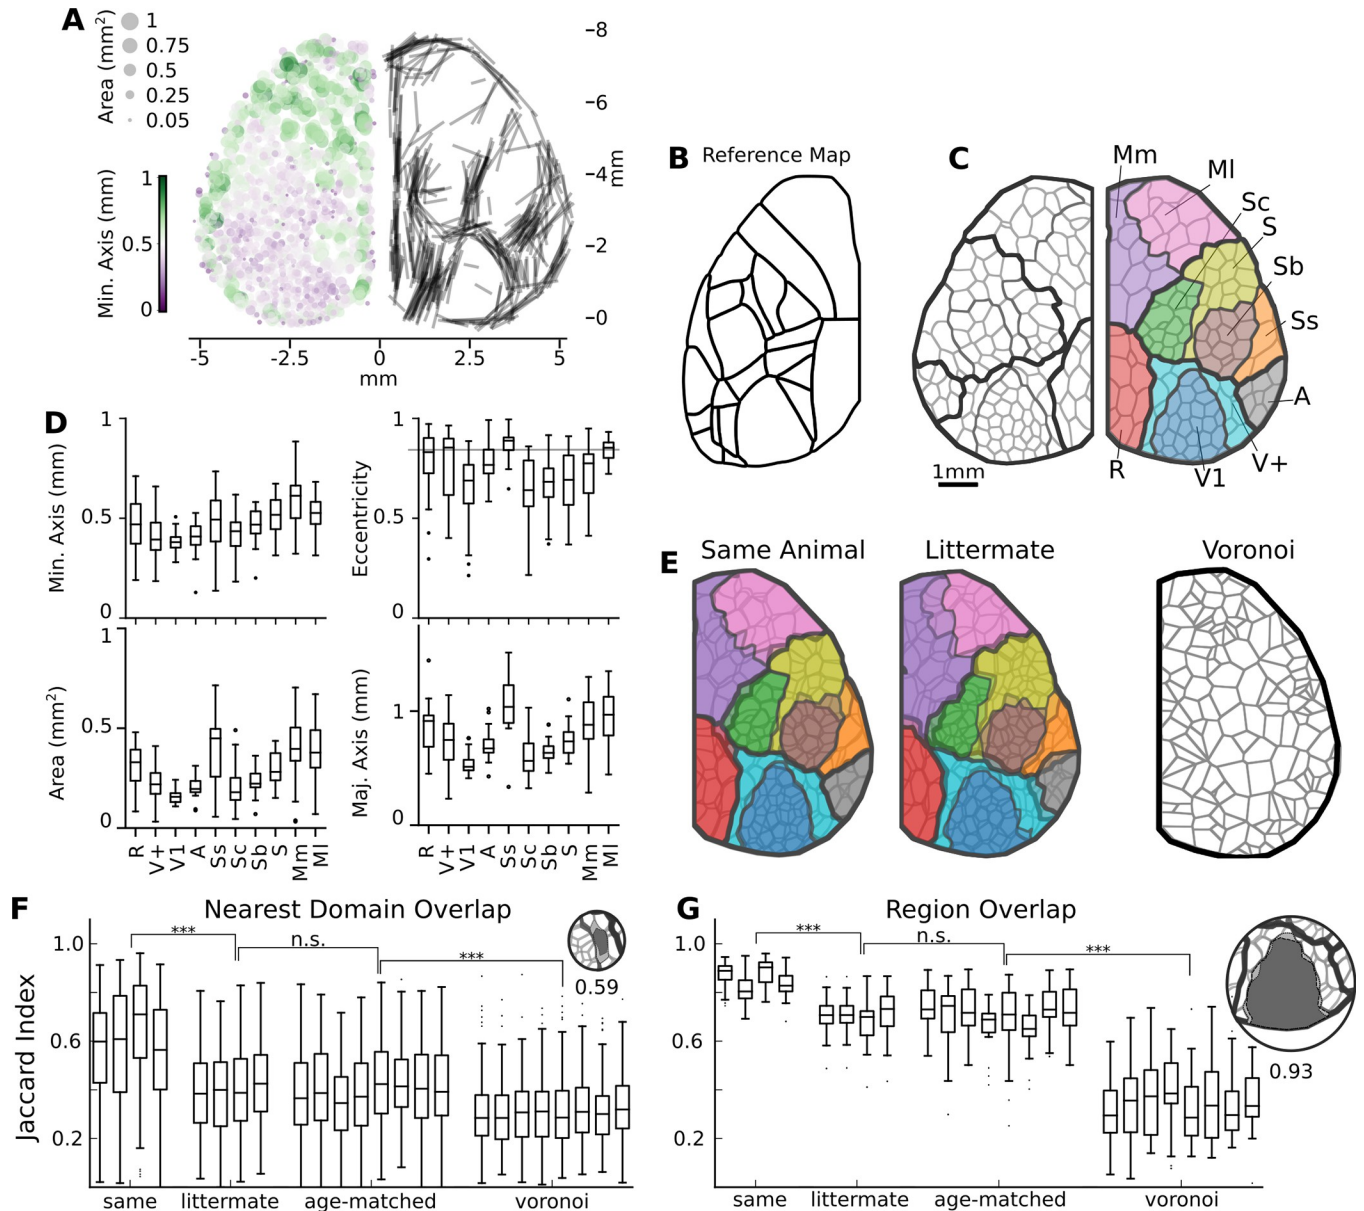 A
Area (mm²)
1
0.75
0.5
0.25
0.05
Min. Axis (mm)
1
0.5
0
-5
-2.5
0
2.5
5
mm
−8
−6
−4
−2
−0
mm
B
Reference Map
C
Mm
Ml
Sc
S
Sb
Ss
A
V+
V1
R
1mm
D
Min. Axis (mm)
1
0.5
0
Eccentricity
1
0.5
0
Area (mm²)
1
0.5
0
R
V+
V1
A
Ss
Sc
Sb
S
Mm
Ml
Maj. Axis (mm)
1
0
R
V+
V1
A
Ss
Sc
Sb
S
Mm
Ml
E
Same Animal
Littermate
Voronoi
F
Nearest Domain Overlap
Jaccard Index
1.0
0.6
0.2
***
n.s.
***
0.59
same
littermate
age-matched
voronoi
G
Region Overlap
1.0
0.6
0.2
***
n.s.
***
0.93
same
littermate
age-matched
voronoi